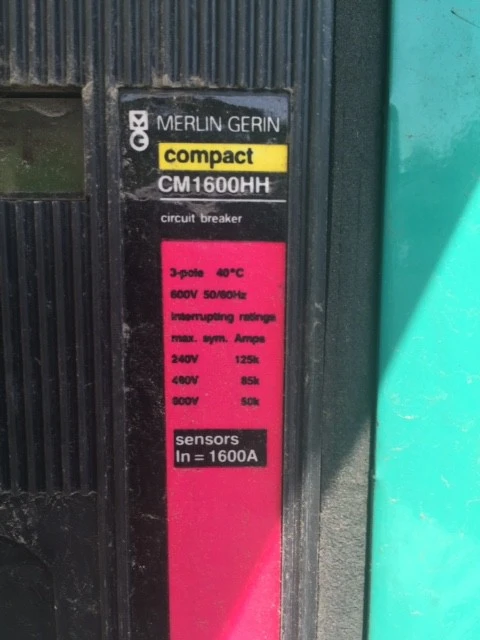 MERLIN GERIN
compact
CM1600HH
circuit breaker
3-pole 40°C
600V 50/60Hz
interrupting ratings
max. sym. Amps
240V 125k
480V 85k
600V 50k
sensors
In = 1600A